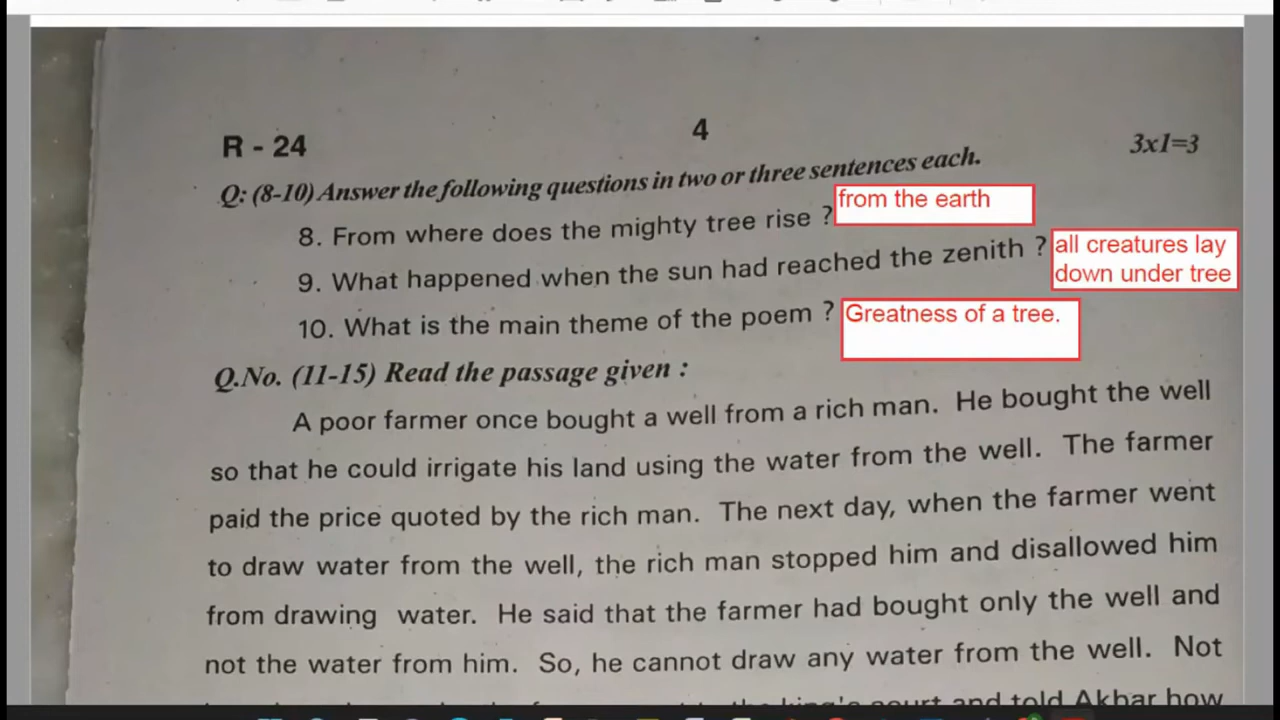 R - 24
4
3x1=3
Q: (8-10) Answer the following questions in two or three sentences each.
8. From where does the mighty tree rise ?
from the earth
9. What happened when the sun had reached the zenith ?
all creatures lay
down under tree
10. What is the main theme of the poem ?
Greatness of a tree.
Q.No. (11-15) Read the passage given :
A poor farmer once bought a well from a rich man. He bought the well
so that he could irrigate his land using the water from the well. The farmer
paid the price quoted by the rich man. The next day, when the farmer went
to draw water from the well, the rich man stopped him and disallowed him
from drawing water. He said that the farmer had bought only the well and
not the water from him. So, he cannot draw any water from the well. Not
the king's court and told Akbar how